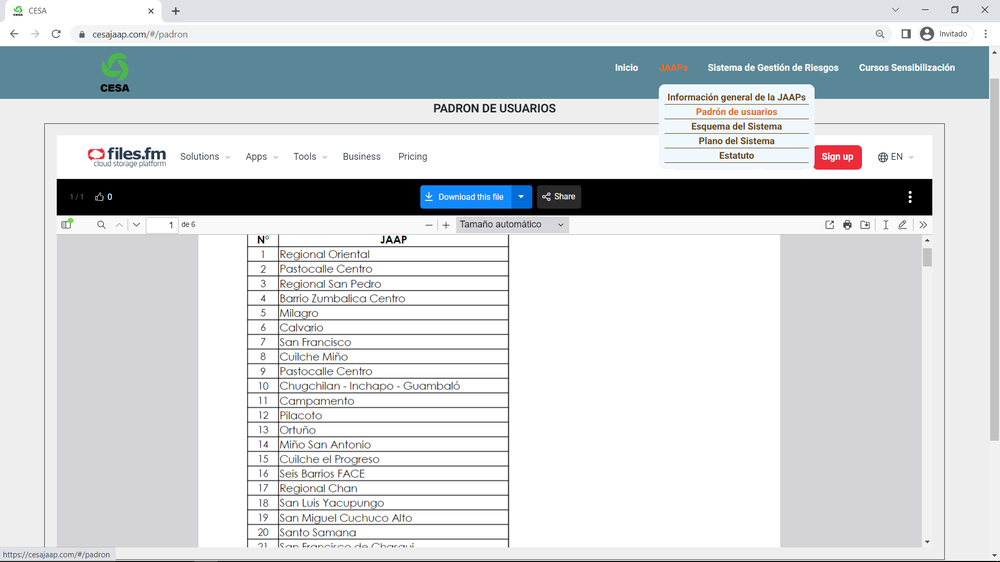 CESA
cesajaap.com/#/padron
Invitado
CESA
Inicio
JAAPs
Sistema de Gestión de Riesgos
Cursos Sensibilización
Información general de la JAAPs
Padrón de usuarios
Esquema del Sistema
Plano del Sistema
Estatuto
PADRON DE USUARIOS
files.fm
cloud storage platform
Solutions
Apps
Tools
Business
Pricing
Sign up
EN
1 / 1
0
Download this file
Share
1 de 6
Tamaño automático
N° JAAP
1 Regional Oriental
2 Pastocalle Centro
3 Regional San Pedro
4 Barrio Zumbalica Centro
5 Milagro
6 Calvario
7 San Francisco
8 Cuilche Miño
9 Pastocalle Centro
10 Chugchilan - Inchapo - Guambaló
11 Campamento
12 Pilacoto
13 Ortuño
14 Miño San Antonio
15 Cuilche el Progreso
16 Seis Barrios FACE
17 Regional Chan
18 San Luis Yacupungo
19 San Miguel Cuchuco Alto
20 Santo Samana
21 San Francisco de Chasqui
https://cesajaap.com/#/padron